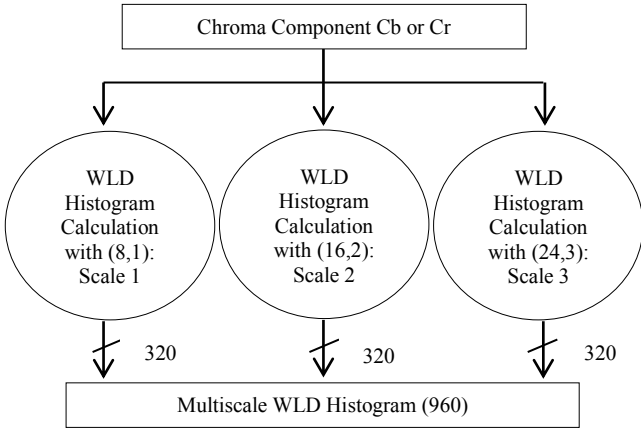 Chroma Component Cb or Cr
WLD
Histogram
Calculation
with (8,1):
Scale 1
WLD
Histogram
Calculation
with (16,2):
Scale 2
WLD
Histogram
Calculation
with (24,3):
Scale 3
320
320
320
Multiscale WLD Histogram (960)